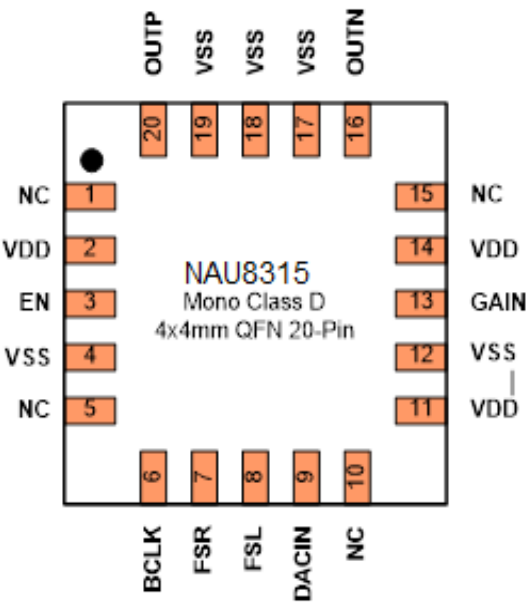 OUTP VSS VSS VSS OUTN
20 19 18 17 16
NC 1 15 NC
VDD 2 14 VDD
EN 3 13 GAIN
VSS 4 12 VSS
NC 5 11 VDD
NAU8315
Mono Class D
4x4mm QFN 20-Pin
6 7 8 9 10
BCLK FSR FSL DACIN NC